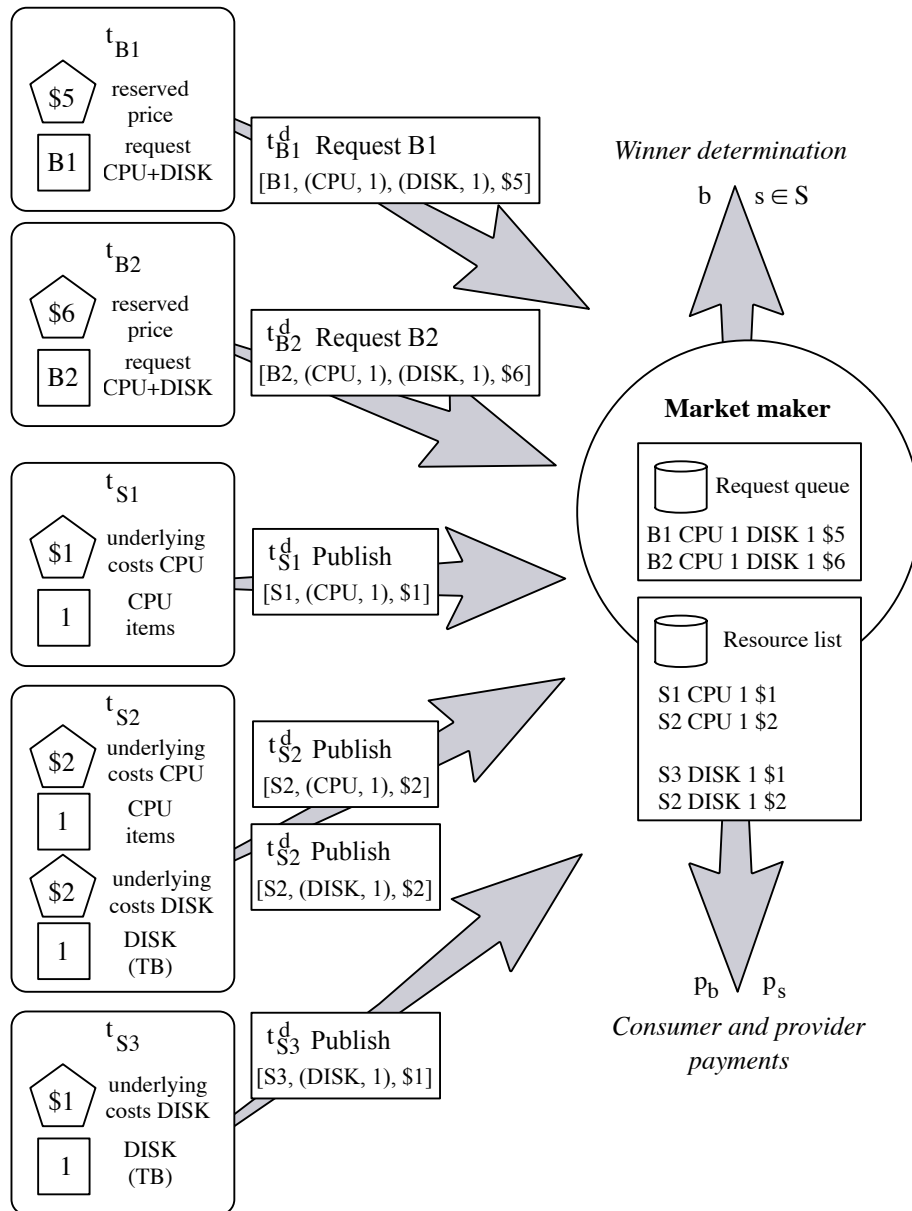 t_B1
$5
reserved
price
B1
request
CPU+DISK
t_B1^d Request B1
[B1, (CPU, 1), (DISK, 1), $5]
t_B2
$6
reserved
price
B2
request
CPU+DISK
t_B2^d Request B2
[B2, (CPU, 1), (DISK, 1), $6]
t_S1
$1
underlying
costs CPU
1
CPU
items
t_S1^d Publish
[S1, (CPU, 1), $1]
t_S2
$2
underlying
costs CPU
1
CPU
items
$2
underlying
costs DISK
1
DISK
(TB)
t_S2^d Publish
[S2, (CPU, 1), $2]
t_S2^d Publish
[S2, (DISK, 1), $2]
t_S3
$1
underlying
costs DISK
1
DISK
(TB)
t_S3^d Publish
[S3, (DISK, 1), $1]
Winner determination
b s ∈ S
Market maker
Request queue
B1 CPU 1 DISK 1 $5
B2 CPU 1 DISK 1 $6
Resource list
S1 CPU 1 $1
S2 CPU 1 $2
S3 DISK 1 $1
S2 DISK 1 $2
p_b p_s
Consumer and provider
payments